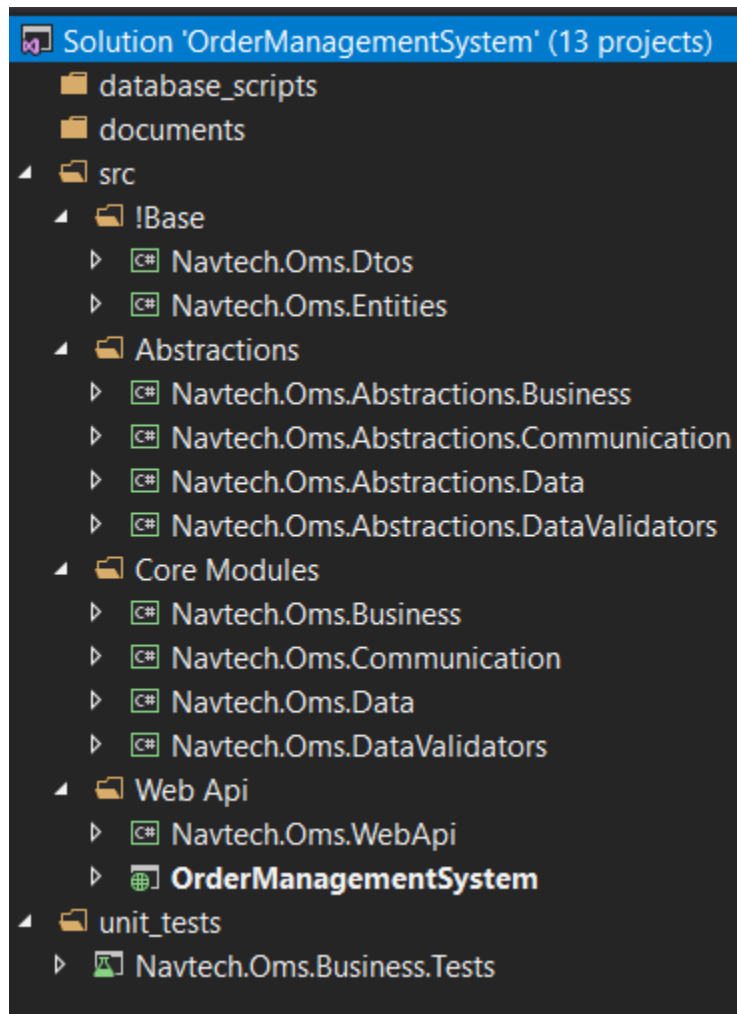 Solution 'OrderManagementSystem' (13 projects)
database_scripts
documents
src
!Base
C# Navtech.Oms.Dtos
C# Navtech.Oms.Entities
Abstractions
C# Navtech.Oms.Abstractions.Business
C# Navtech.Oms.Abstractions.Communication
C# Navtech.Oms.Abstractions.Data
C# Navtech.Oms.Abstractions.DataValidators
Core Modules
C# Navtech.Oms.Business
C# Navtech.Oms.Communication
C# Navtech.Oms.Data
C# Navtech.Oms.DataValidators
Web Api
C# Navtech.Oms.WebApi
OrderManagementSystem
unit_tests
Navtech.Oms.Business.Tests